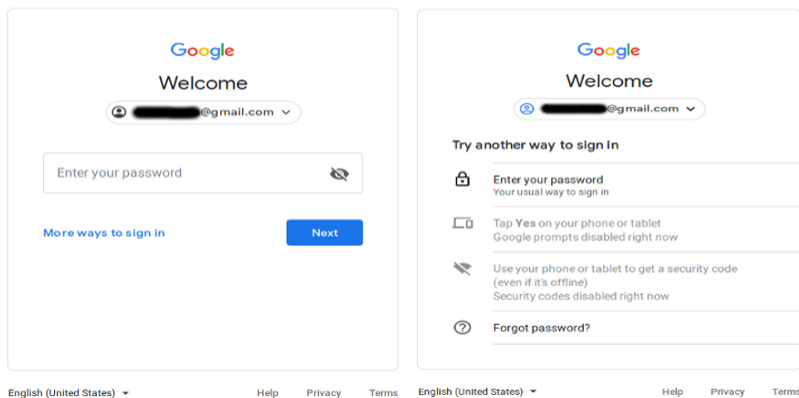 Google
Welcome
@gmail.com
Enter your password
More ways to sign in
Next
English (United States)
Help
Privacy
Terms
Google
Welcome
@gmail.com
Try another way to sign in
Enter your password
Your usual way to sign in
Tap Yes on your phone or tablet
Google prompts disabled right now
Use your phone or tablet to get a security code
(even if it's offline)
Security codes disabled right now
Forgot password?
English (United States)
Help
Privacy
Terms